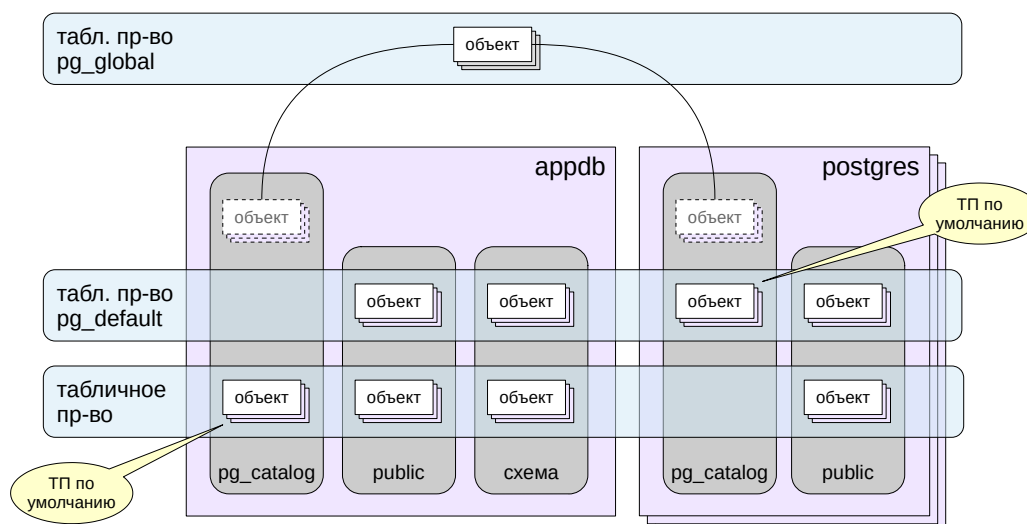 табл. пр-во
pg_global
объект
appdb
postgres
объект
объект
ТП по
умолчанию
табл. пр-во
pg_default
объект
объект
объект
объект
табличное
пр-во
объект
объект
объект
объект
pg_catalog
public
схема
pg_catalog
public
ТП по
умолчанию